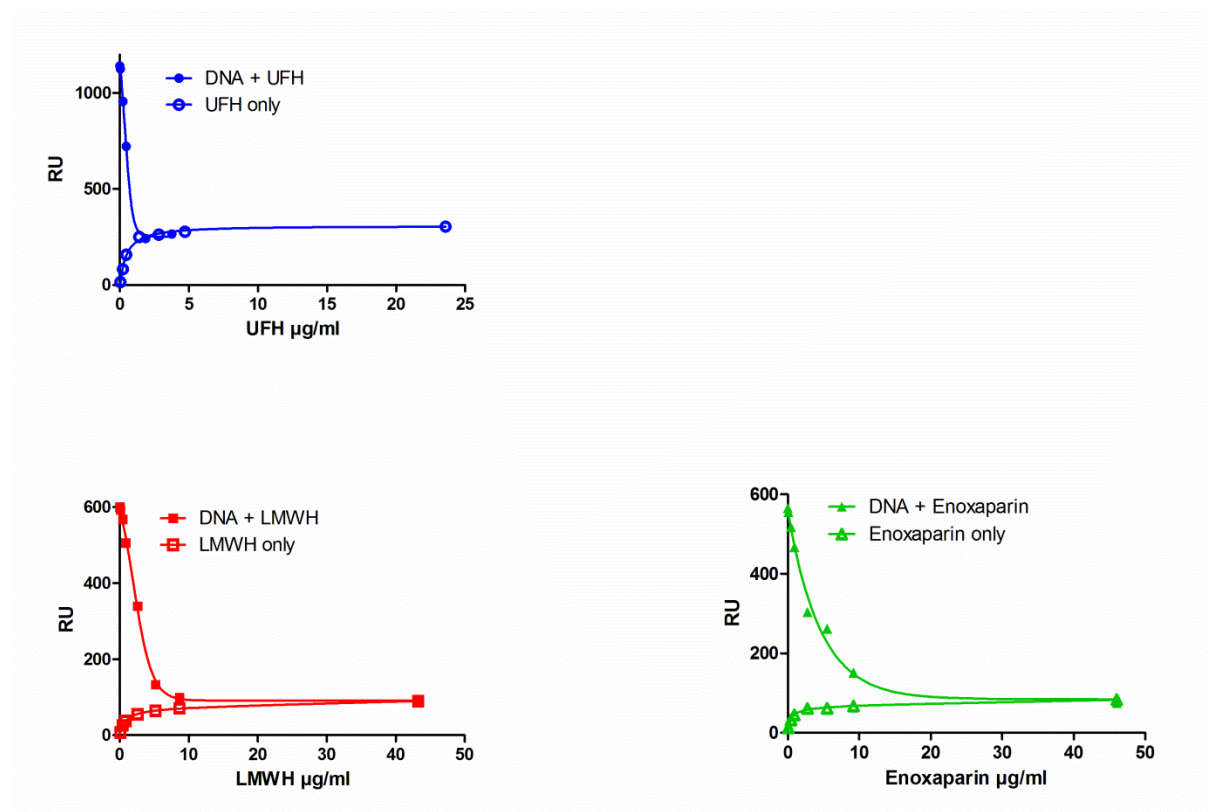 DNA + UFH
UFH only
1000
500
0
RU
0 5 10 15 20 25
UFH µg/ml
DNA + LMWH
LMWH only
600
400
200
0
RU
0 10 20 30 40 50
LMWH µg/ml
DNA + Enoxaparin
Enoxaparin only
600
400
200
0
RU
0 10 20 30 40 50
Enoxaparin µg/ml